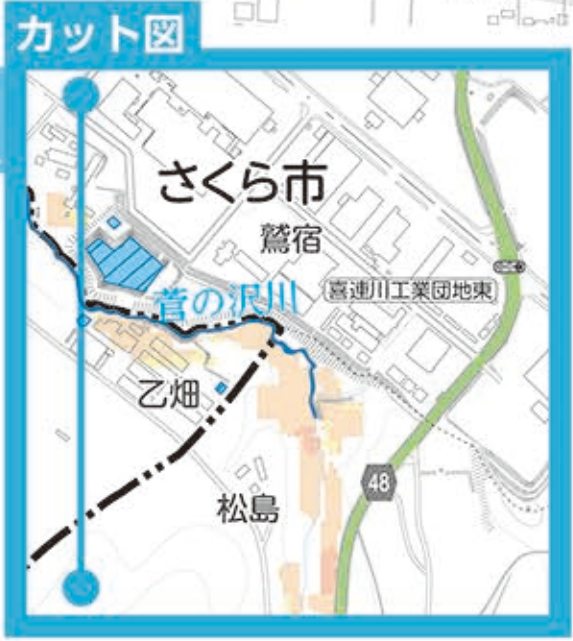 カット図
さくら市
鷲宿
菅の沢川
喜連川工業団地東
乙畑
48
松島